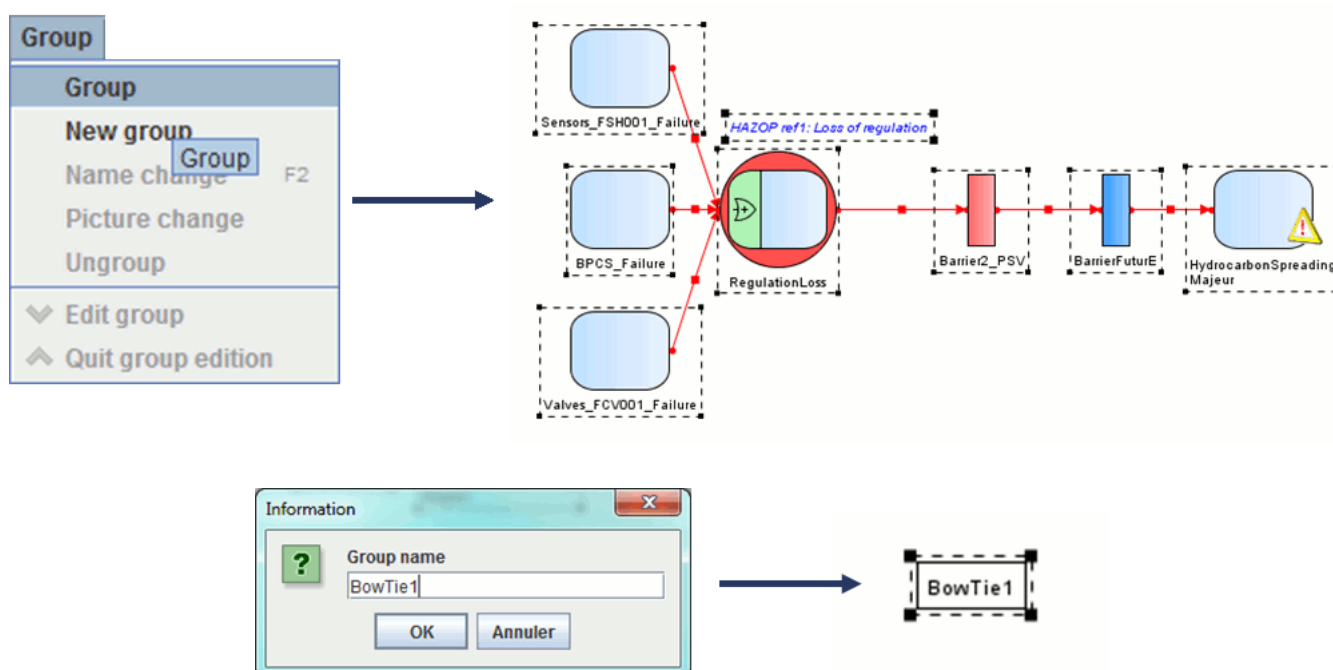 Group
Group
New group
Group
Name change F2
Picture change
Ungroup
Edit group
Quit group edition
Sensors_FSH001_Failure
HAZOP ref1: Loss of regulation
BPCS_Failure
RegulationLoss
Barrier2_PSV
BarrierFuturE
HydrocarbonSpreading
Majeur
Valves_FCV001_Failure
Information
X
?
Group name
BowTie1
OK
Annuler
BowTie1